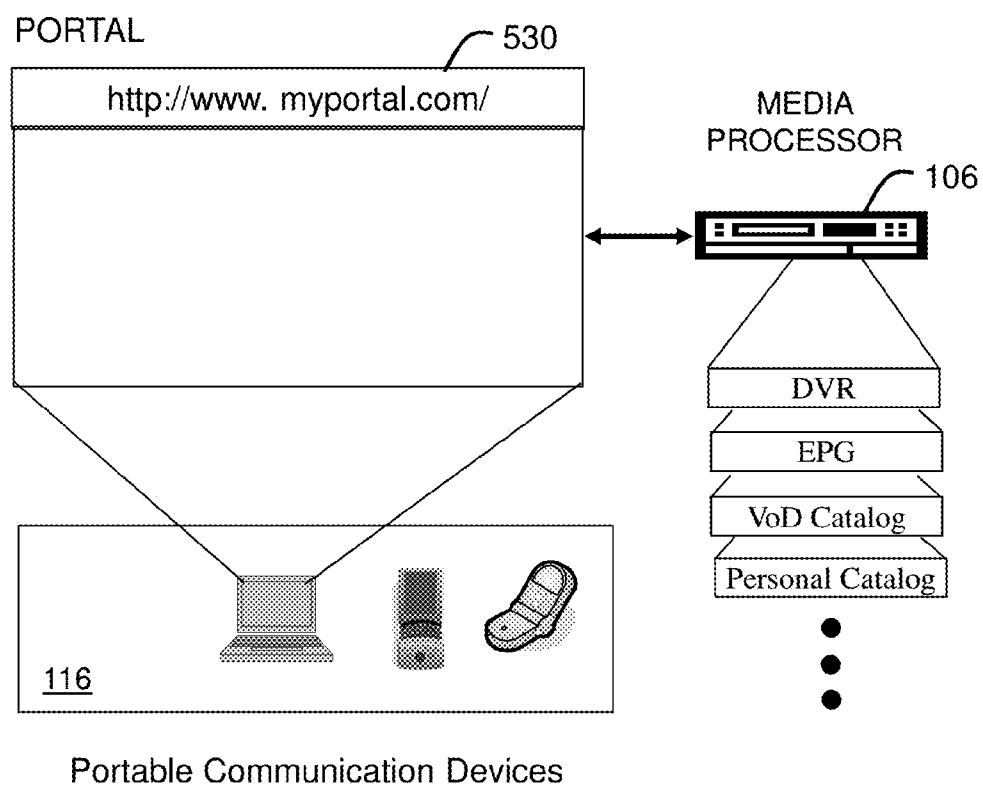 PORTAL
530
http://www. myportal.com/
MEDIA
PROCESSOR
106
DVR
EPG
VoD Catalog
Personal Catalog
116
Portable Communication Devices